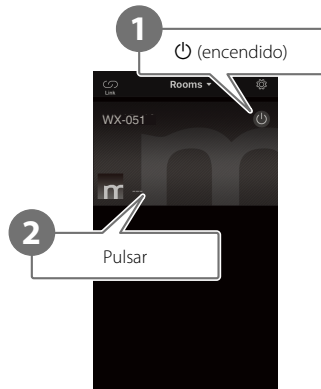 1
⏻ (encendido)
Link
Rooms ▾
WX-051
m
m
---
2
Pulsar